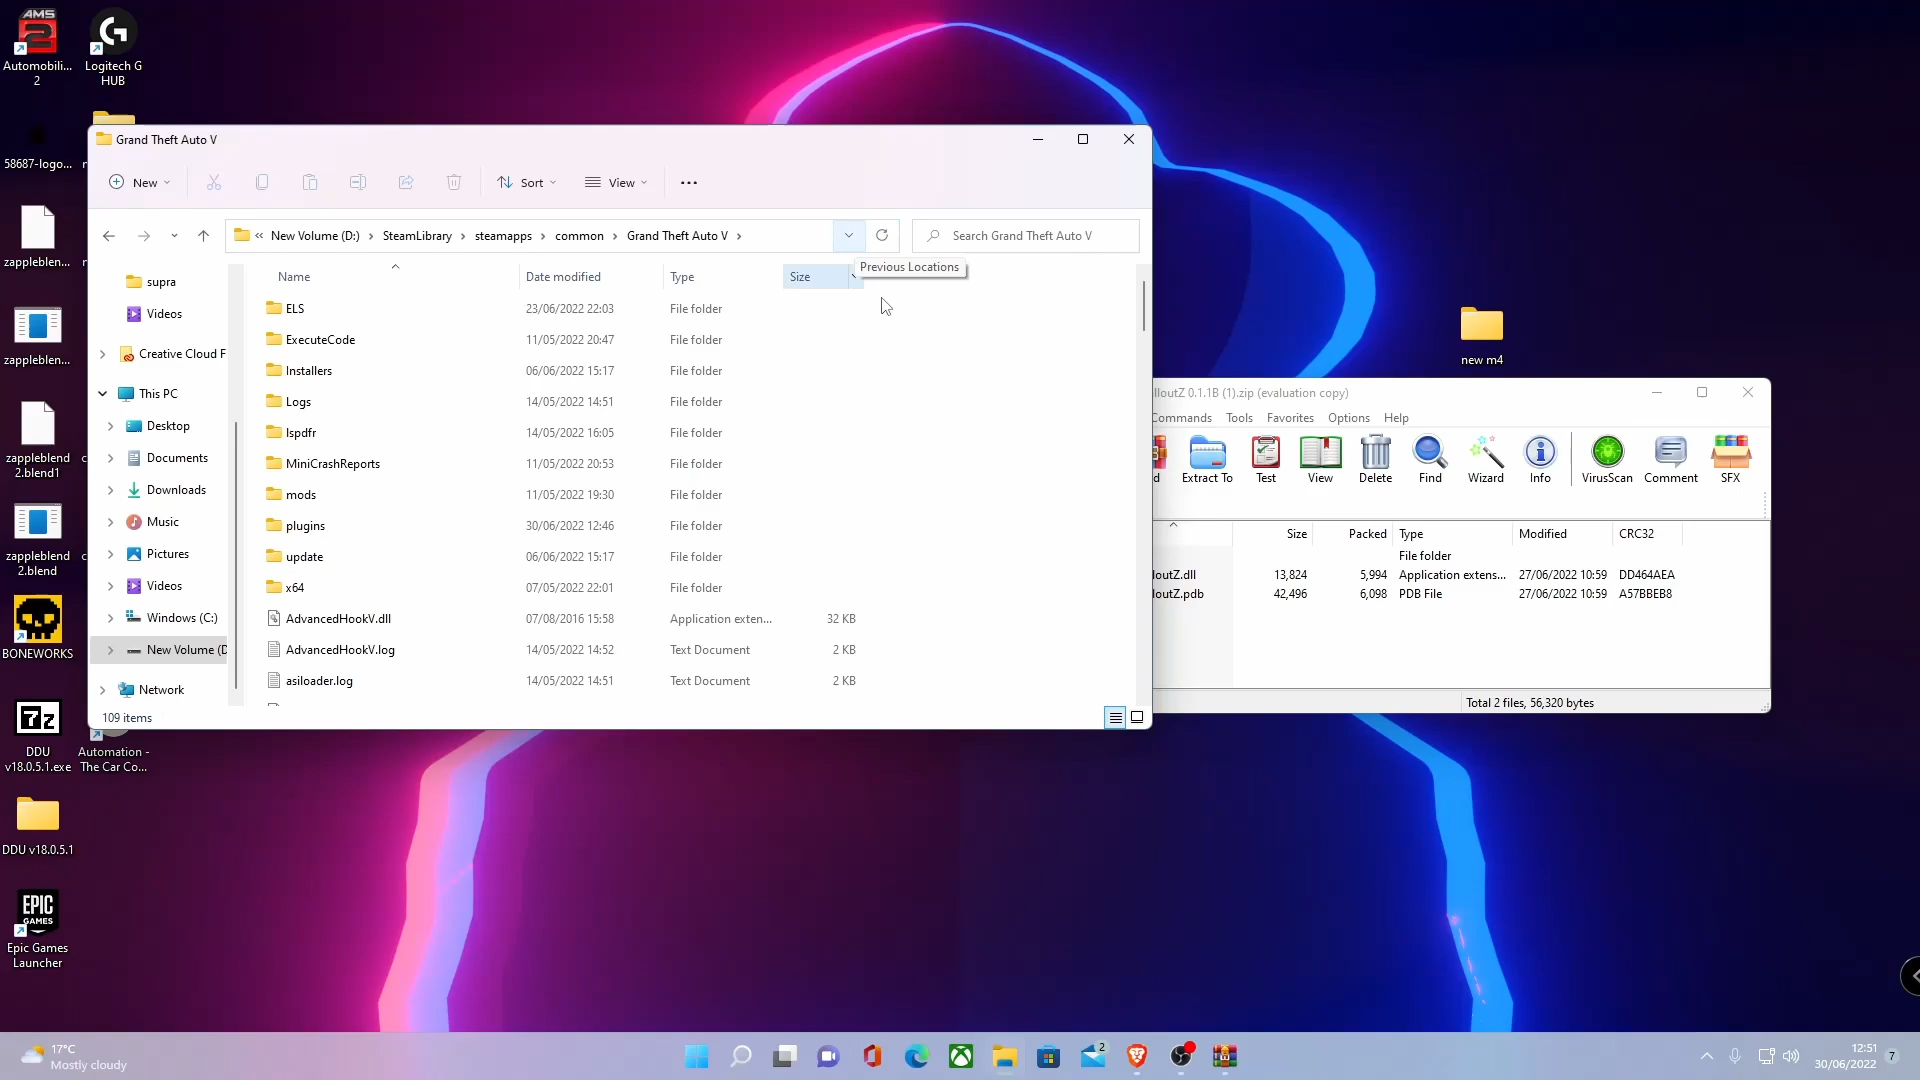 Automobili...
2
Logitech G
HUB
58687-logo...
zappleblen...
zappleblen...
zappleblend
2.blend1
zappleblend
2.blend
BONEWORKS
DDU
v18.0.5.1.exe
Automation -
The Car Co...
DDU v18.0.5.1
EPIC
GAMES
Epic Games
Launcher
new m4
Grand Theft Auto V
New
Sort
View
« New Volume (D:) › SteamLibrary › steamapps › common › Grand Theft Auto V ›
Search Grand Theft Auto V
Previous Locations
Name Date modified Type Size
supra
Videos
Creative Cloud F
This PC
Desktop
Documents
Downloads
Music
Pictures
Videos
Windows (C:)
New Volume (D
Network
ELS 23/06/2022 22:03 File folder
ExecuteCode 11/05/2022 20:47 File folder
Installers 06/06/2022 15:17 File folder
Logs 14/05/2022 14:51 File folder
lspdfr 14/05/2022 16:05 File folder
MiniCrashReports 11/05/2022 20:53 File folder
mods 11/05/2022 19:30 File folder
plugins 30/06/2022 12:46 File folder
update 06/06/2022 15:17 File folder
x64 07/05/2022 22:01 File folder
AdvancedHookV.dll 07/08/2016 15:58 Application exten... 32 KB
AdvancedHookV.log 14/05/2022 14:52 Text Document 2 KB
asiloader.log 14/05/2022 14:51 Text Document 2 KB
109 items
lloutZ 0.1.1B (1).zip (evaluation copy)
Commands Tools Favorites Options Help
d Extract To Test View Delete Find Wizard Info VirusScan Comment SFX
Size Packed Type Modified CRC32
File folder
loutZ.dll 13,824 5,994 Application extens... 27/06/2022 10:59 DD464AEA
loutZ.pdb 42,496 6,098 PDB File 27/06/2022 10:59 A57BBEB8
Total 2 files, 56,320 bytes
17°C
Mostly cloudy
2
12:51
30/06/2022
7